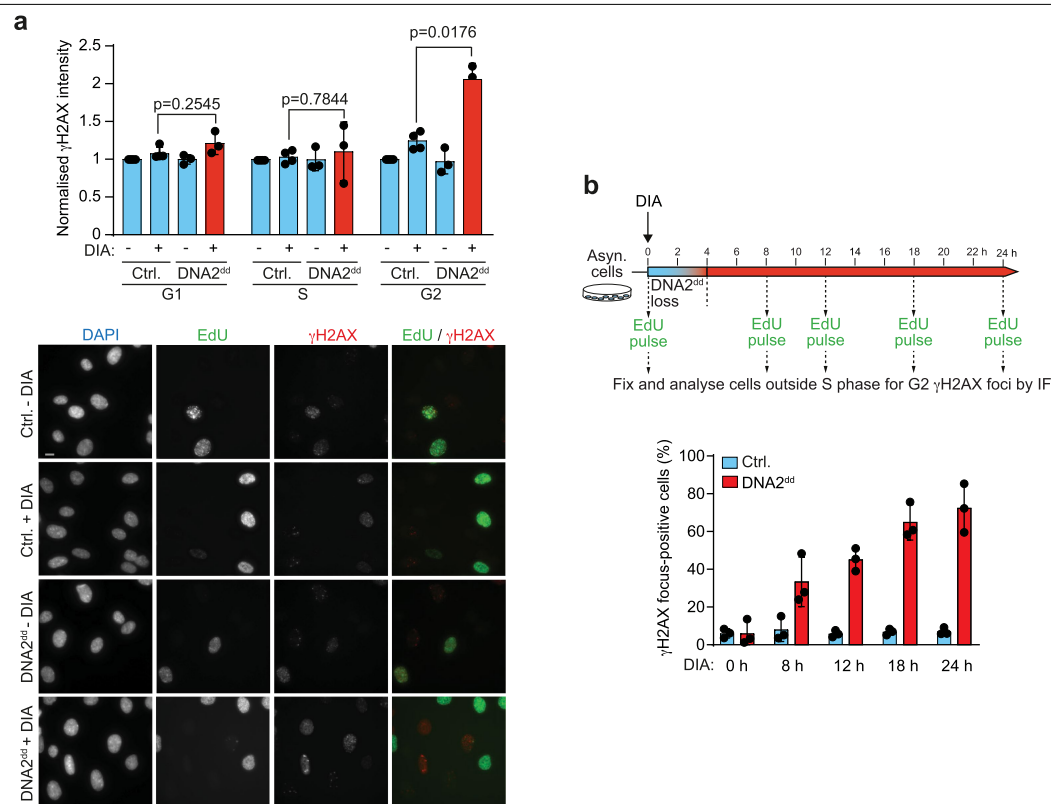 a
Normalised γH2AX intensity
2.5
2
1.5
1
0.5
0
p=0.2545
p=0.7844
p=0.0176
DIA: - + - + - + - + - + - +
Ctrl. DNA2dd Ctrl. DNA2dd Ctrl. DNA2dd
G1 S G2
DAPI EdU γH2AX EdU / γH2AX
Ctrl. - DIA
Ctrl. + DIA
DNA2dd - DIA
DNA2dd + DIA
b
DIA
Asyn.
cells
0 2 4 6 8 10 12 14 16 18 20 22 h 24 h
DNA2dd
loss
EdU pulse EdU pulse EdU pulse EdU pulse EdU pulse
Fix and analyse cells outside S phase for G2 γH2AX foci by IF
γH2AX focus-positive cells (%)
100
80
60
40
20
0
Ctrl.
DNA2dd
DIA: 0 h 8 h 12 h 18 h 24 h